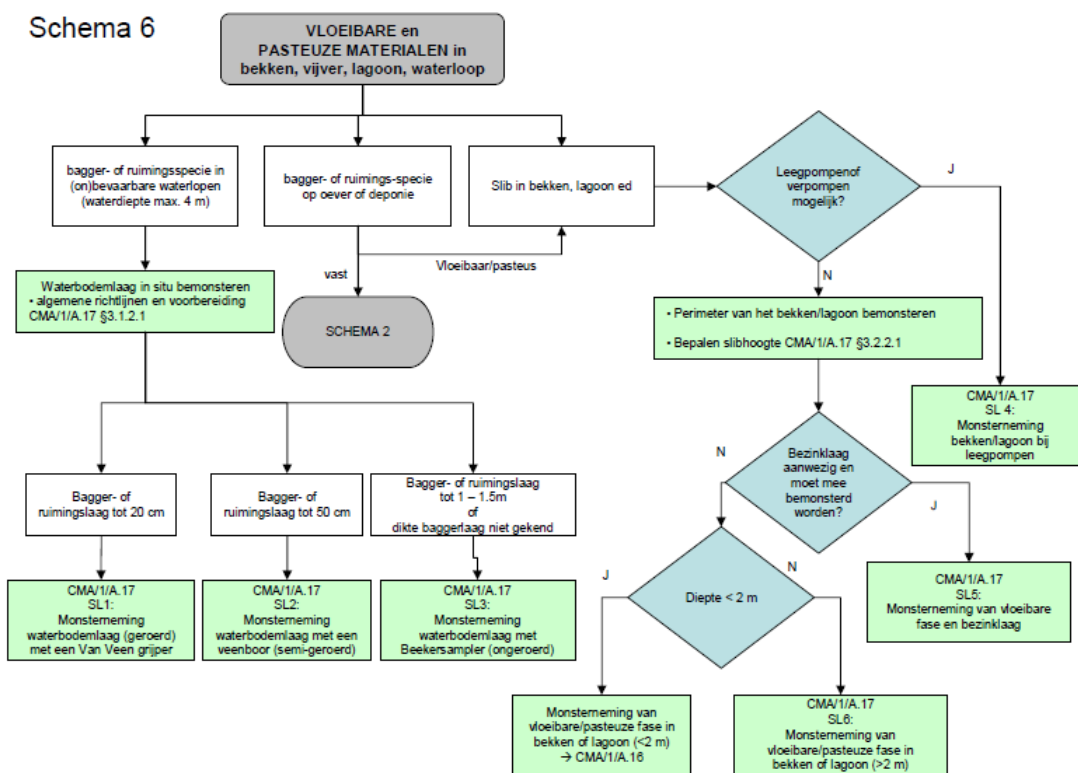 Schema 6
VLOEIBARE en
PASTEUZE MATERIALEN in
bekken, vijver, lagoon, waterloop
bagger- of ruimingsspecie in
(on)bevaarbare waterlopen
(waterdiepte max. 4 m)
bagger- of ruimings-specie
op oever of deponie
Slib in bekken, lagoon ed
Leegpompenof
verpompen
mogelijk?
J
vast
Vloeibaar/pasteus
N
Waterbodemlaag in situ bemonsteren
• algemene richtlijnen en voorbereiding
CMA/1/A.17 §3.1.2.1
SCHEMA 2
• Perimeter van het bekken/lagoon bemonsteren
• Bepalen slibhoogte CMA/1/A.17 §3.2.2.1
CMA/1/A.17
SL 4:
Monsterneming
bekken/lagoon bij
leegpompen
N
Bezinklaag
aanwezig en
moet mee
bemonsterd
worden?
J
Bagger- of
ruimingslaag tot 20 cm
Bagger- of
ruimingslaag tot 50 cm
Bagger- of ruimingslaag
tot 1 – 1.5m
of
dikte baggerlaag niet gekend
CMA/1/A.17
SL1:
Monsterneming
waterbodemlaag (geroerd)
met een Van Veen grijper
CMA/1/A.17
SL2:
Monsterneming
waterbodemlaag met een
veenboor (semi-geroerd)
CMA/1/A.17
SL3:
Monsterneming
waterbodemlaag met
Beekersampler (ongeroerd)
J
Diepte < 2 m
N
CMA/1/A.17
SL5:
Monsterneming van vloeibare
fase en bezinklaag
Monsterneming van
vloeibare/pasteuze fase in
bekken of lagoon (<2 m)
→ CMA/1/A.16
CMA/1/A.17
SL6:
Monsterneming van
vloeibare/pasteuze fase in
bekken of lagoon (>2 m)